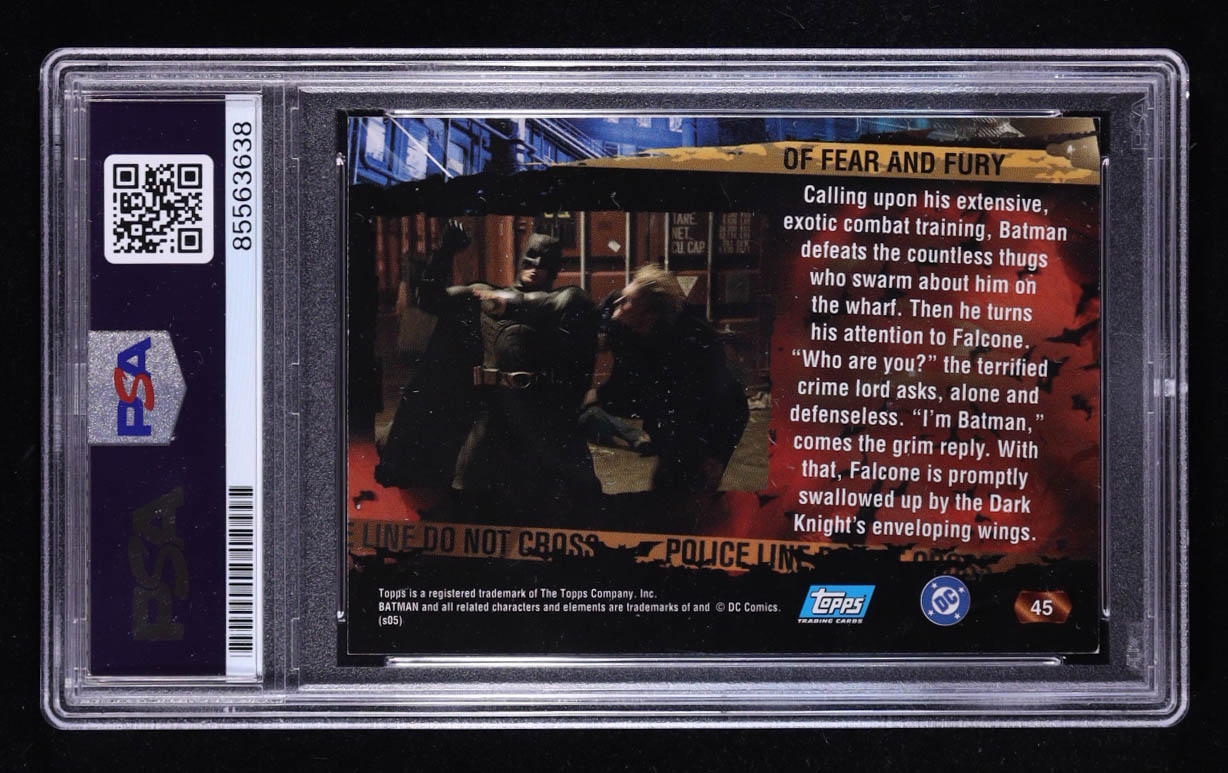 PSA
85563638
PSA
OF FEAR AND FURY
Calling upon his extensive,
exotic combat training, Batman
defeats the countless thugs
who swarm about him on
the wharf. Then he turns
his attention to Falcone.
“Who are you?” the terrified
crime lord asks, alone and
defenseless. “I’m Batman,”
comes the grim reply. With
that, Falcone is promptly
swallowed up by the Dark
Knight’s enveloping wings.
TARE
NET
CU CAP
E LINE DO NOT CROSS
POLICE LINE
Topps is a registered trademark of The Topps Company, Inc.
BATMAN and all related characters and elements are trademarks of and © DC Comics.
(s05)
topps
TRADING CARDS
DC
45